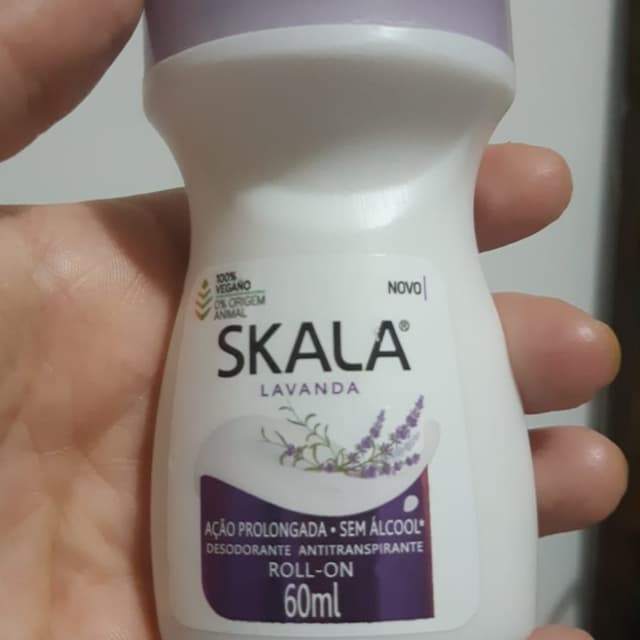 100%
VEGANO
0% ORIGEM
ANIMAL
NOVO
SKALA®
LAVANDA
AÇÃO PROLONGADA • SEM ÁLCOOL*
DESODORANTE ANTITRANSPIRANTE
ROLL-ON
60ml